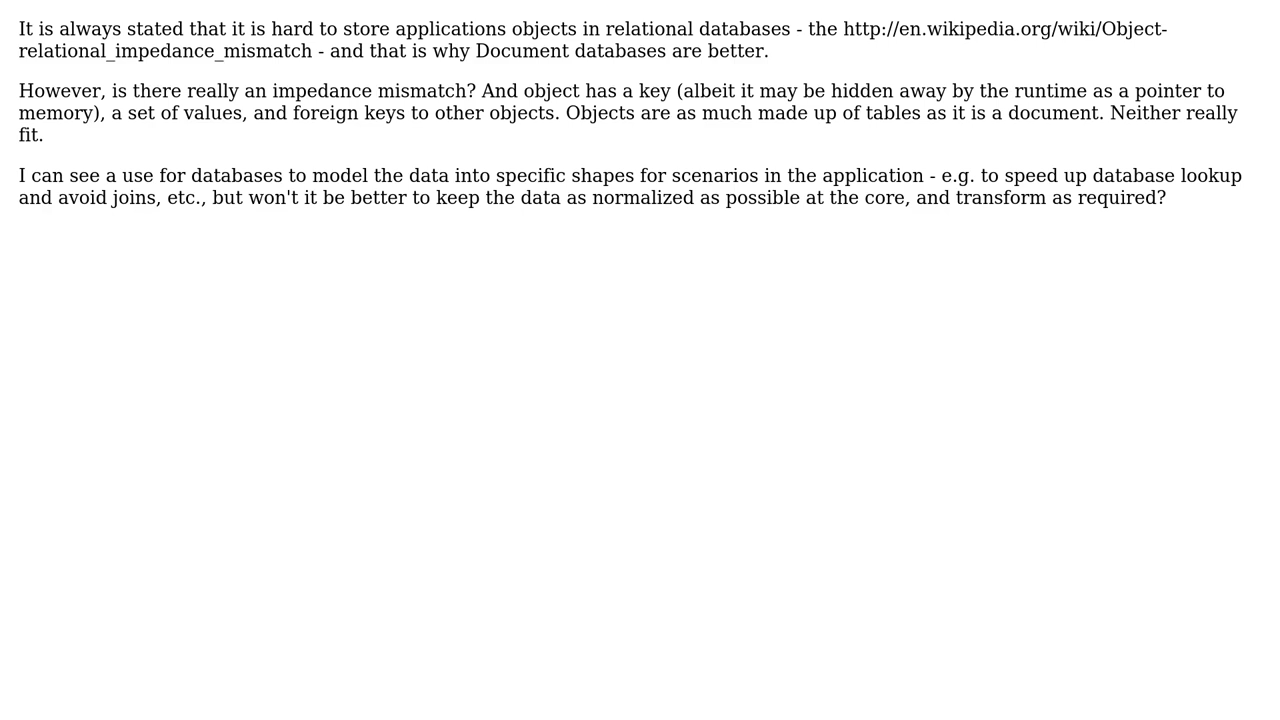 It is always stated that it is hard to store applications objects in relational databases - the http://en.wikipedia.org/wiki/Object-
relational_impedance_mismatch - and that is why Document databases are better.
However, is there really an impedance mismatch? And object has a key (albeit it may be hidden away by the runtime as a pointer to
memory), a set of values, and foreign keys to other objects. Objects are as much made up of tables as it is a document. Neither really
fit.
I can see a use for databases to model the data into specific shapes for scenarios in the application - e.g. to speed up database lookup
and avoid joins, etc., but won't it be better to keep the data as normalized as possible at the core, and transform as required?